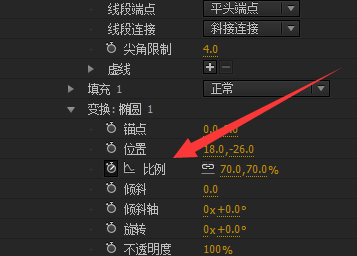 线段端点 平头端点
线段连接 斜接连接
尖角限制 4.0
虚线
填充 1 正常
变换:椭圆 1
锚点 0.0,
位置 18.0,-26.0
比例 70.0,70.0%
倾斜 0.0
倾斜轴 0x+0.0°
旋转 0x+0.0°
不透明度 100%